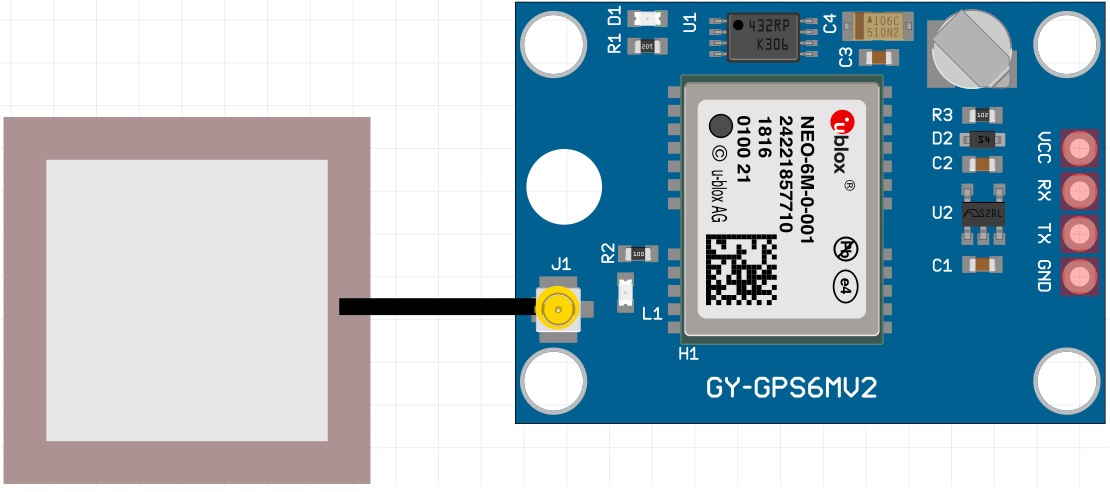 D1
R1
201
U1
432RP
K306
C4
106C
510N2
C3
R3
102
D2
S4
C2
U2
S2RL
C1
VCC
RX
TX
GND
ublox ®
NEO-6M-0-001
24221857710
1816
0100 21
© u-blox AG
Pb
e4
R2
100
J1
L1
H1
GY-GPS6MV2